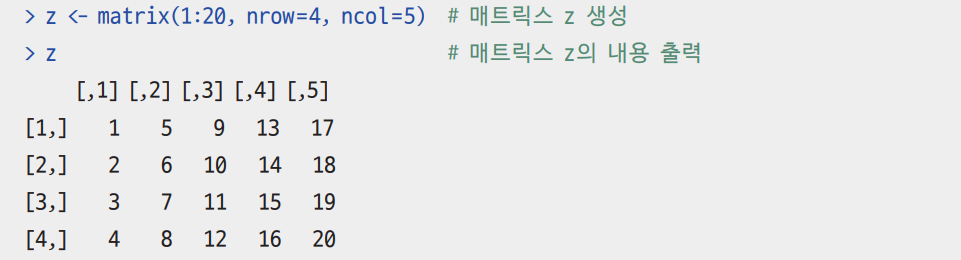 > z <- matrix(1:20, nrow=4, ncol=5)  # 매트릭스 z 생성
> z                                  # 매트릭스 z의 내용 출력
     [,1] [,2] [,3] [,4] [,5]
[1,]    1    5    9   13   17
[2,]    2    6   10   14   18
[3,]    3    7   11   15   19
[4,]    4    8   12   16   20